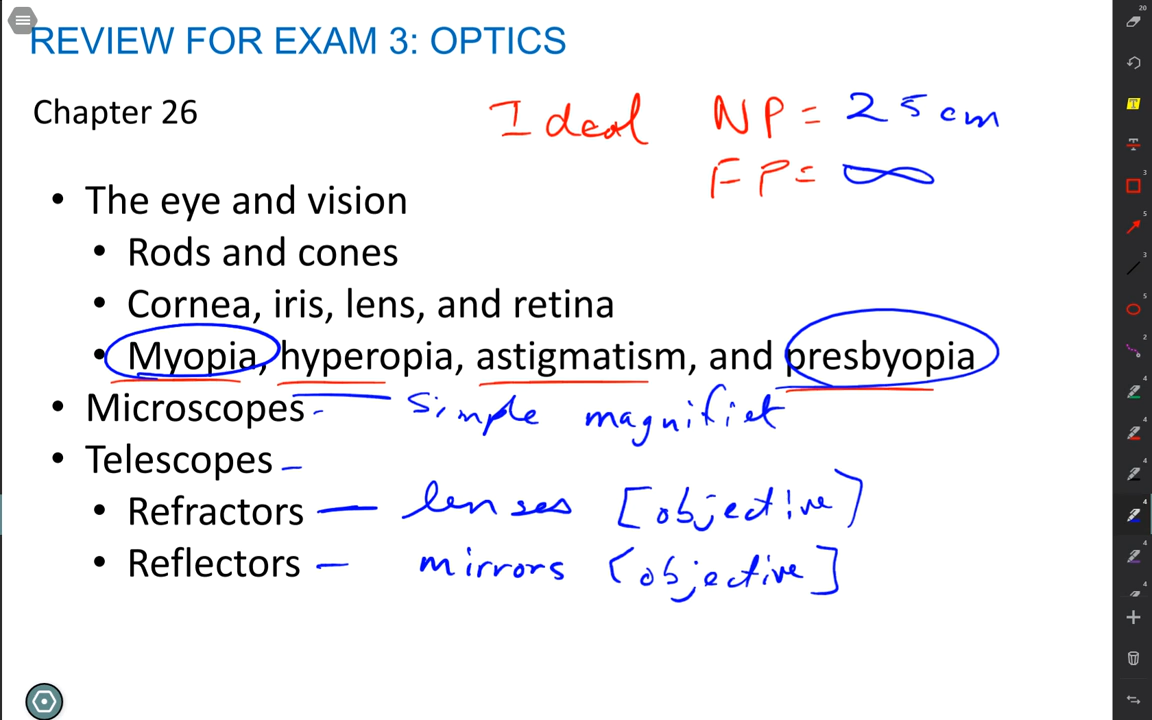 REVIEW FOR EXAM 3: OPTICS
Chapter 26
Ideal NP = 25 cm
FP = ∞
• The eye and vision
• Rods and cones
• Cornea, iris, lens, and retina
• Myopia, hyperopia, astigmatism, and presbyopia
• Microscopes - simple magnifier
• Telescopes -
• Refractors - lenses [objective]
• Reflectors - mirrors [objective]